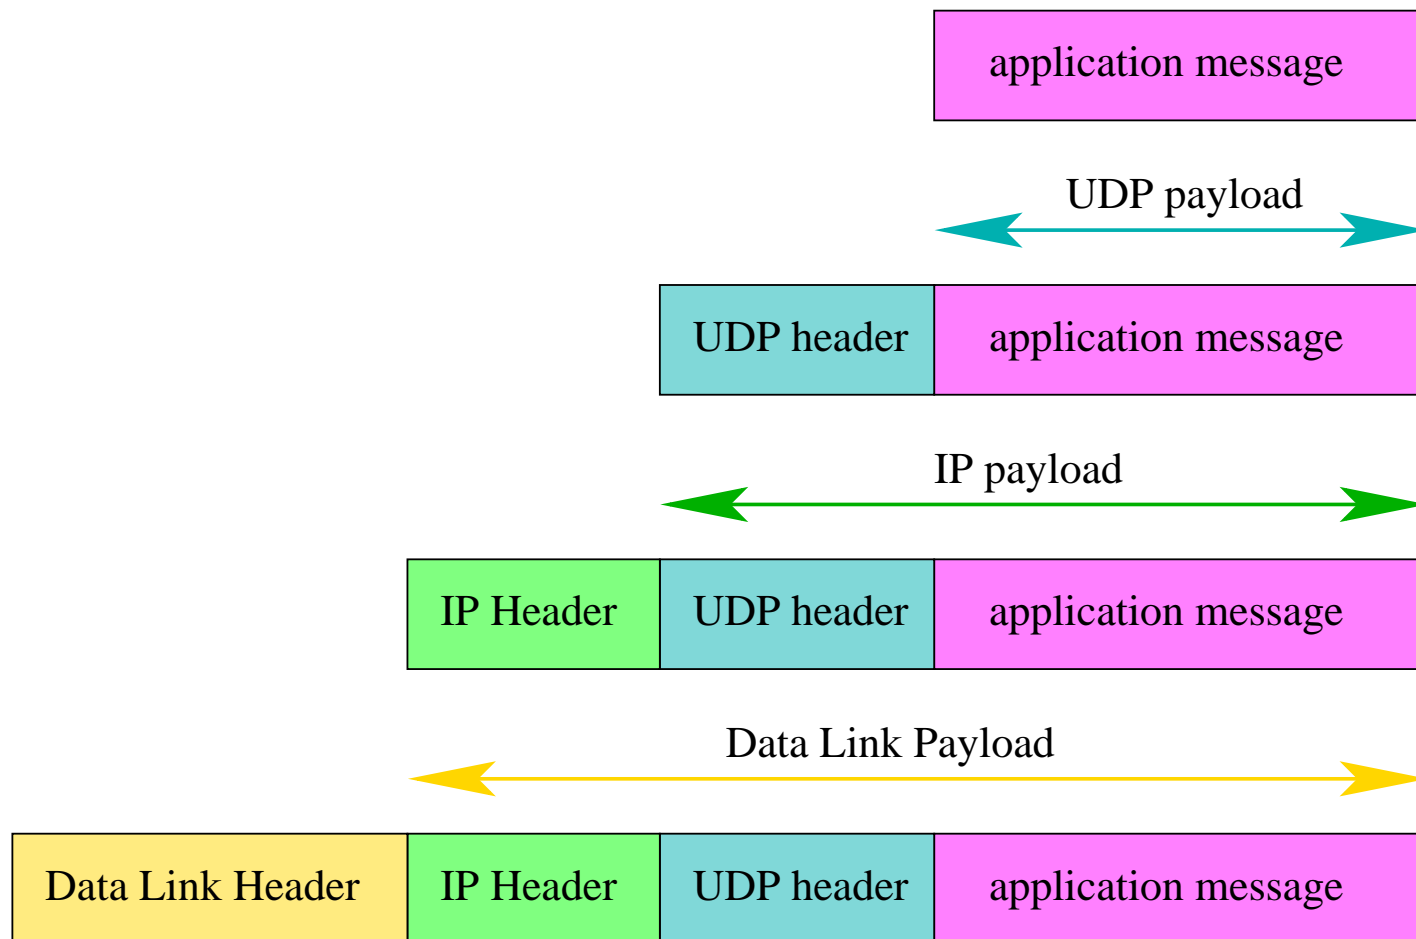 application message
UDP payload
UDP header application message
IP payload
IP Header UDP header application message
Data Link Payload
Data Link Header IP Header UDP header application message